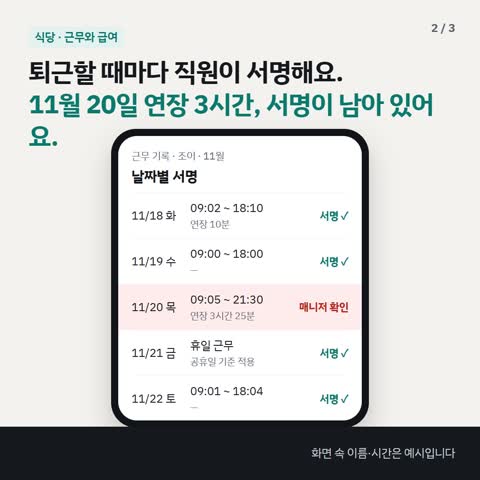 식당 · 근무와 급여
2 / 3
퇴근할 때마다 직원이 서명해요.
11월 20일 연장 3시간, 서명이 남아 있어
요.
근무 기록 · 조이 · 11월
날짜별 서명
11/18 화 09:02 ~ 18:10 서명 ✓
연장 10분
11/19 수 09:00 ~ 18:00 서명 ✓
—
11/20 목 09:05 ~ 21:30 매니저 확인
연장 3시간 25분
11/21 금 휴일 근무 서명 ✓
공휴일 기준 적용
11/22 토 09:01 ~ 18:04 서명 ✓
—
화면 속 이름·시간은 예시입니다